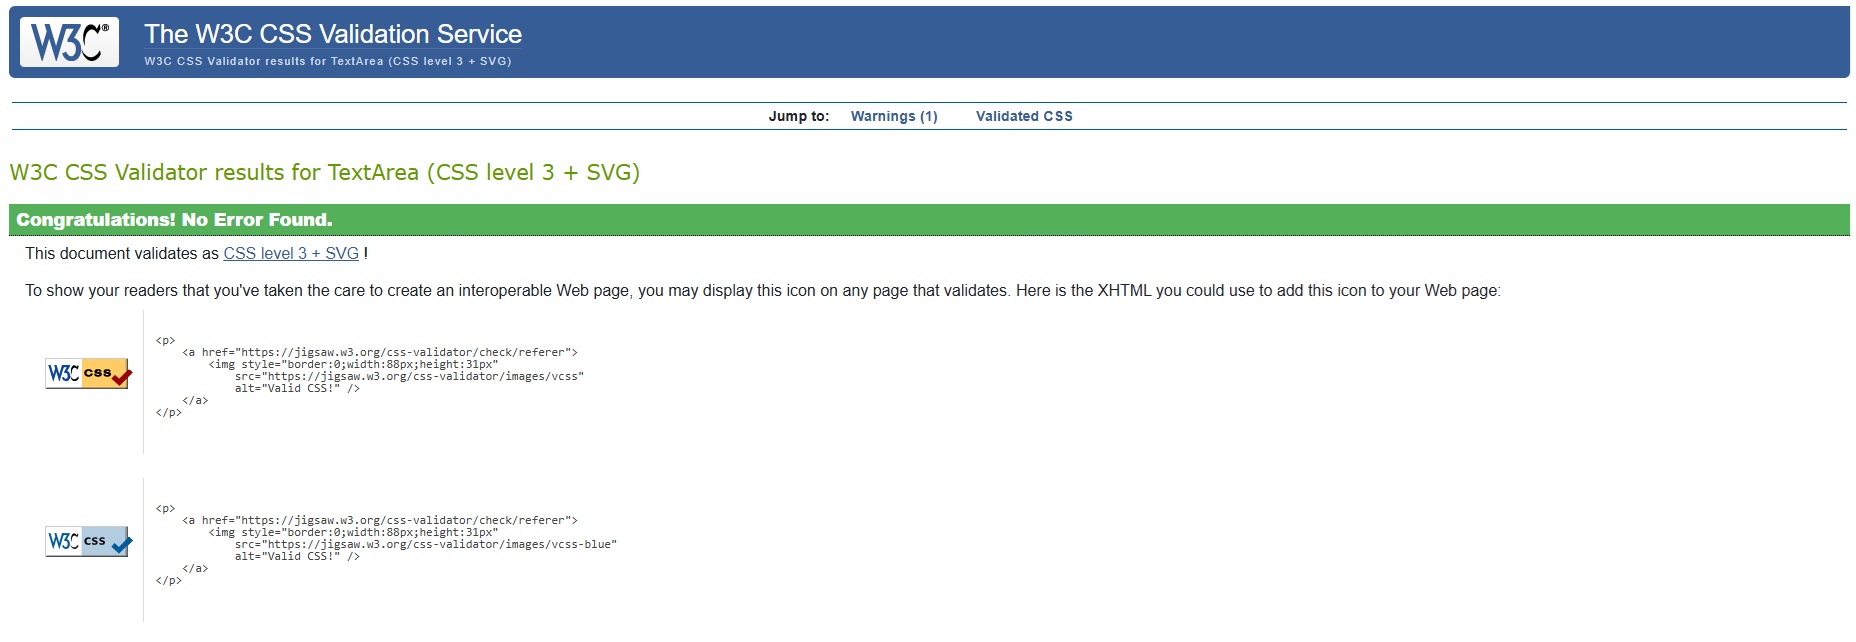 W3C®
The W3C CSS Validation Service
W3C CSS Validator results for TextArea (CSS level 3 + SVG)
Jump to: Warnings (1) Validated CSS
W3C CSS Validator results for TextArea (CSS level 3 + SVG)
Congratulations! No Error Found.
This document validates as CSS level 3 + SVG !
To show your readers that you've taken the care to create an interoperable Web page, you may display this icon on any page that validates. Here is the XHTML you could use to add this icon to your Web page:
W3C css
<p>
    <a href="https://jigsaw.w3.org/css-validator/check/referer">
        <img style="border:0;width:88px;height:31px"
            src="https://jigsaw.w3.org/css-validator/images/vcss"
            alt="Valid CSS!" />
    </a>
</p>
W3C css
<p>
    <a href="https://jigsaw.w3.org/css-validator/check/referer">
        <img style="border:0;width:88px;height:31px"
            src="https://jigsaw.w3.org/css-validator/images/vcss-blue"
            alt="Valid CSS!" />
    </a>
</p>